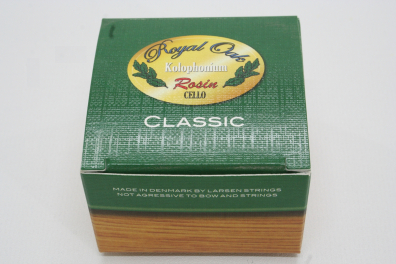 Royal Oak
Kolophonium
Rosin
CELLO
CLASSIC
MADE IN DENMARK BY LARSEN STRINGS
NOT AGRESSIVE TO BOW AND STRINGS